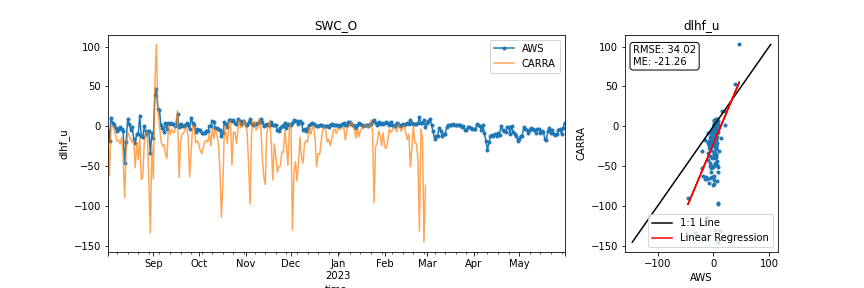 SWC_O
dlhf_u
100
50
0
−50
−100
−150
AWS
CARRA
Sep
Oct
Nov
Dec
Jan
2023
Feb
Mar
Apr
May
time
dlhf_u
RMSE: 34.02
ME: -21.26
CARRA
100
50
0
−50
−100
−150
1:1 Line
Linear Regression
−100
0
100
AWS
dlhf_u